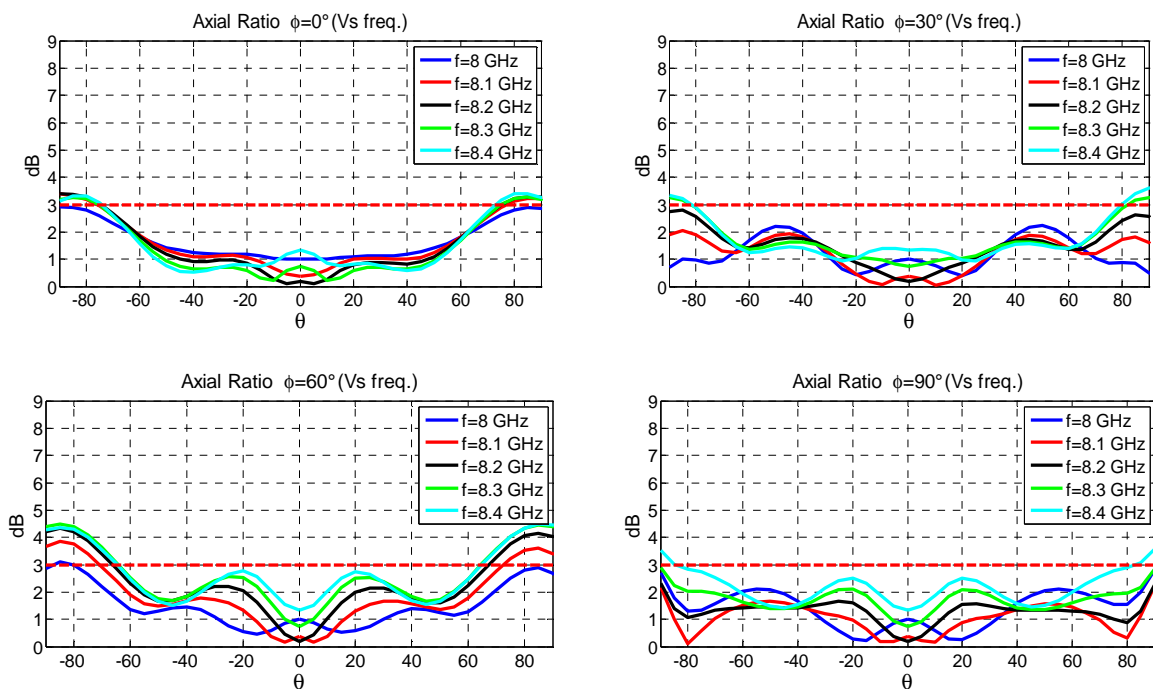 Axial Ratio ϕ=0°(Vs freq.)
9
8
7
6
5
4
3
2
1
0
dB
f=8 GHz
f=8.1 GHz
f=8.2 GHz
f=8.3 GHz
f=8.4 GHz
-80 -60 -40 -20 0 20 40 60 80
θ
Axial Ratio ϕ=30°(Vs freq.)
9
8
7
6
5
4
3
2
1
0
dB
f=8 GHz
f=8.1 GHz
f=8.2 GHz
f=8.3 GHz
f=8.4 GHz
-80 -60 -40 -20 0 20 40 60 80
θ
Axial Ratio ϕ=60°(Vs freq.)
9
8
7
6
5
4
3
2
1
0
dB
f=8 GHz
f=8.1 GHz
f=8.2 GHz
f=8.3 GHz
f=8.4 GHz
-80 -60 -40 -20 0 20 40 60 80
θ
Axial Ratio ϕ=90°(Vs freq.)
9
8
7
6
5
4
3
2
1
0
dB
f=8 GHz
f=8.1 GHz
f=8.2 GHz
f=8.3 GHz
f=8.4 GHz
-80 -60 -40 -20 0 20 40 60 80
θ